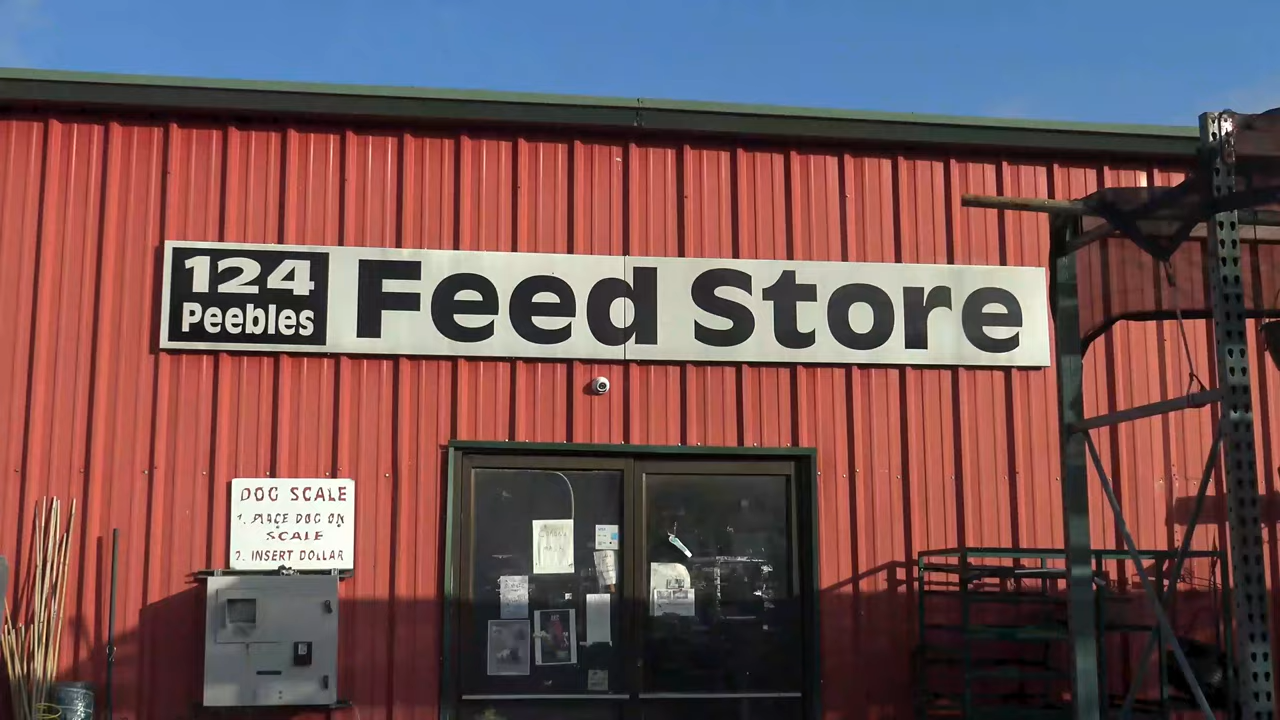 124
Peebles
Feed Store
DOG SCALE
1. PLACE DOG ON
SCALE
2. INSERT DOLLAR